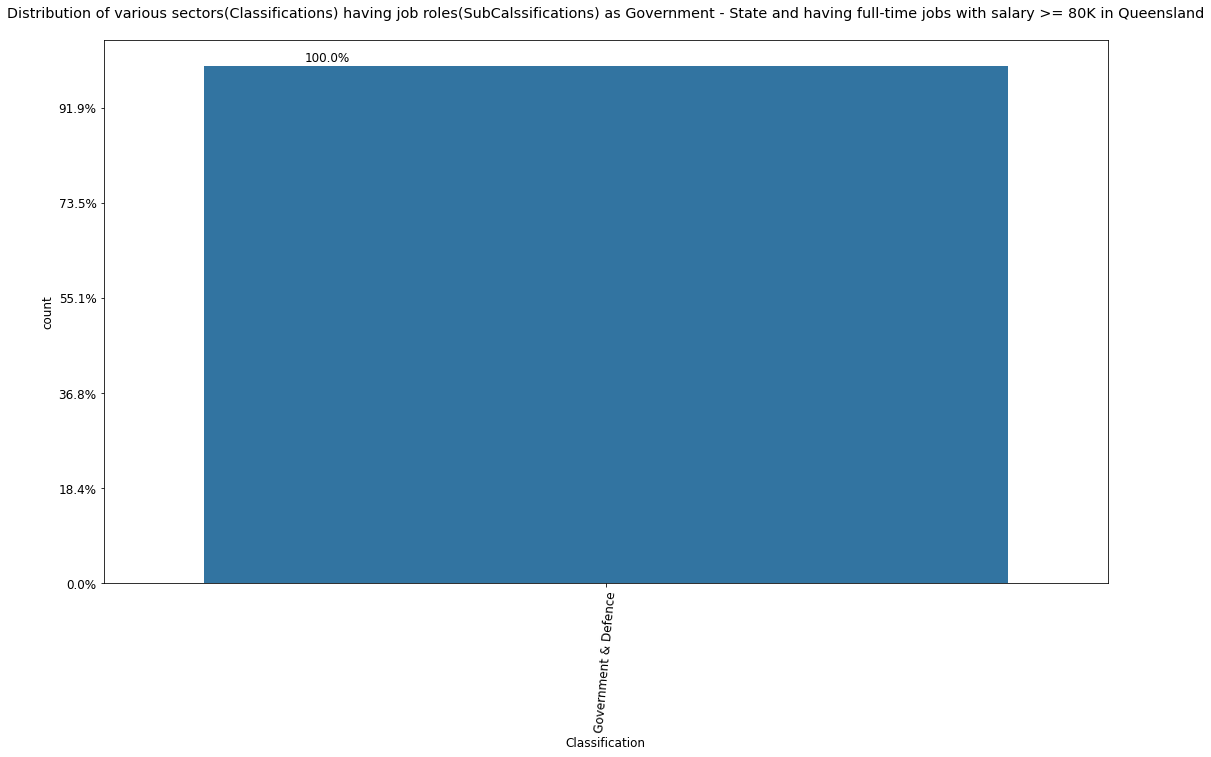 Distribution of various sectors(Classifications) having job roles(SubCalssifications) as Government - State and having full-time jobs with salary >= 80K in Queensland
100.0%
91.9%
73.5%
55.1%
36.8%
18.4%
0.0%
count
Government & Defence
Classification